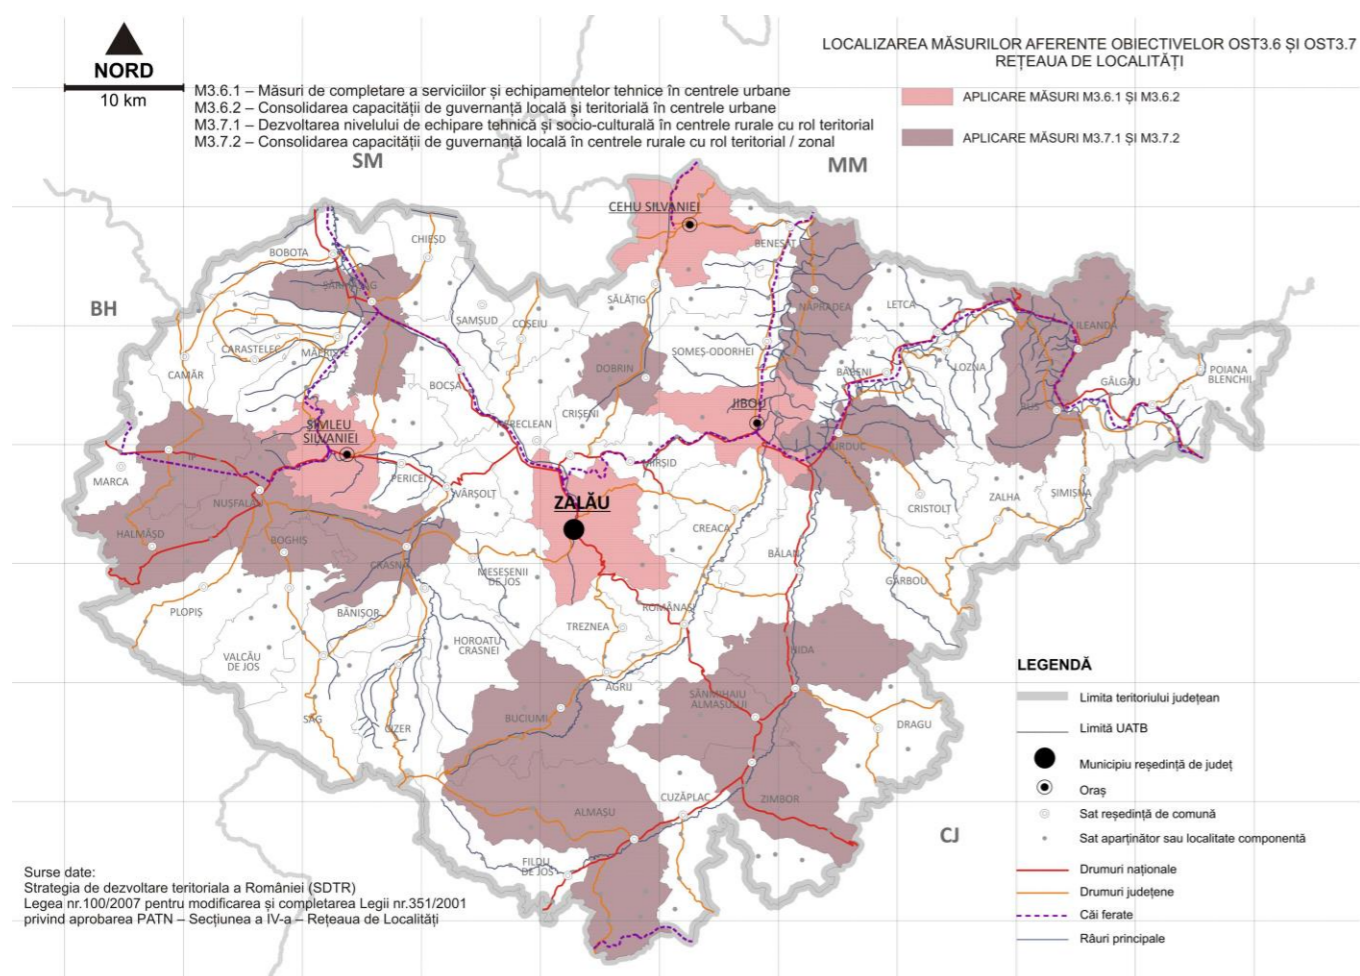 LOCALIZAREA MĂSURILOR AFERENTE OBIECTIVELOR OST3.6 ȘI OST3.7
REȚEAUA DE LOCALITĂȚI
NORD
10 km
M3.6.1 – Măsuri de completare a serviciilor și echipamentelor tehnice în centrele urbane
M3.6.2 – Consolidarea capacității de guvernanță locală și teritorială în centrele urbane
M3.7.1 – Dezvoltarea nivelului de echipare tehnică și socio-culturală în centrele rurale cu rol teritorial
M3.7.2 – Consolidarea capacității de guvernanță locală în centrele rurale cu rol teritorial / zonal
APLICARE MĂSURI M3.6.1 ȘI M3.6.2
APLICARE MĂSURI M3.7.1 ȘI M3.7.2
SM
MM
BH
CJ
CEHU SILVANIEI
BENESAT
CHIEȘD
BOBOTA
SĂLĂȚIG
NĂPRADEA
LETCA
ILEANDA
ȘAMȘUD
COȘEIU
CARASTELEC
MĂERIȘTE
CAMĂR
SOMEȘ-ODORHEI
DOBRIN
BĂBENI
LOZNA
GÂLGĂU
POIANA
BLENCHII
BOCȘA
JIBOU
RUS
CRIȘENI
ȘIMLEU
SILVANIEI
IP
MIRȘID
MARCA
PERICEI
VÂRȘOLȚ
NUȘFALĂU
ZALĂU
CREACA
CRISTOLȚ
ZALHA
ȘIMIȘNA
HALMĂȘD
BOGHIȘ
CRASNA
MESEȘENII
DE JOS
BĂLAN
GÂRBOU
PLOPIȘ
BĂNIȘOR
ROMÂNAȘI
TREZNEA
HOROATU
CRASNEI
VALCĂU
DE JOS
HIDA
AGRIJ
SÂNMIHAIU
ALMAȘULUI
BUCIUMI
SÂG
CIZER
DRAGU
CUZĂPLAC
ZIMBOR
ALMAȘU
FILDU
DE JOS
LEGENDĂ
Limita teritoriului județean
Limită UATB
Municipiu reședință de județ
Oraș
Sat reședință de comună
Sat aparținător sau localitate componentă
Drumuri naționale
Drumuri județene
Căi ferate
Râuri principale
Surse date:
Strategia de dezvoltare teritoriala a României (SDTR)
Legea nr.100/2007 pentru modificarea și completarea Legii nr.351/2001
privind aprobarea PATN – Secțiunea a IV-a – Rețeaua de Localități